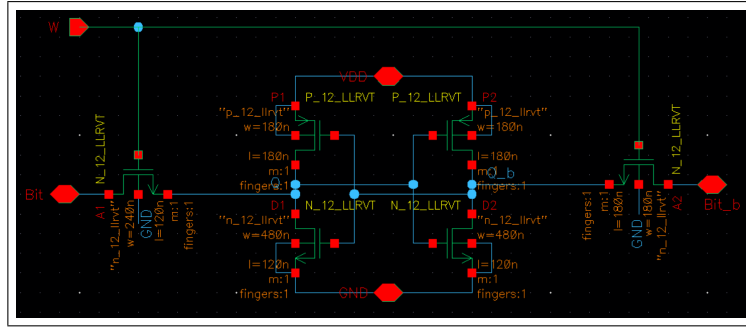 W
VDD
P1
P2
P_12_LLRVT
P_12_LLRVT
"p_12_llrvt"
"p_12_llrvt"
w=180n
w=180n
l=180n
l=180n
m:1
m:1
fingers:1
fingers:1
Q
Q_b
N_12_LLRVT
N_12_LLRVT
Bit
Bit_b
A1
A2
"n_12_llrvt"
w=240n
GND
l=120n
m:1
fingers:1
D1
D2
N_12_LLRVT
N_12_LLRVT
"n_12_llrvt"
"n_12_llrvt"
w=480n
w=480n
l=120n
l=120n
m:1
m:1
fingers:1
fingers:1
GND
fingers:1
m:1
l=180n
GND
w=180n
"n_12_llrvt"